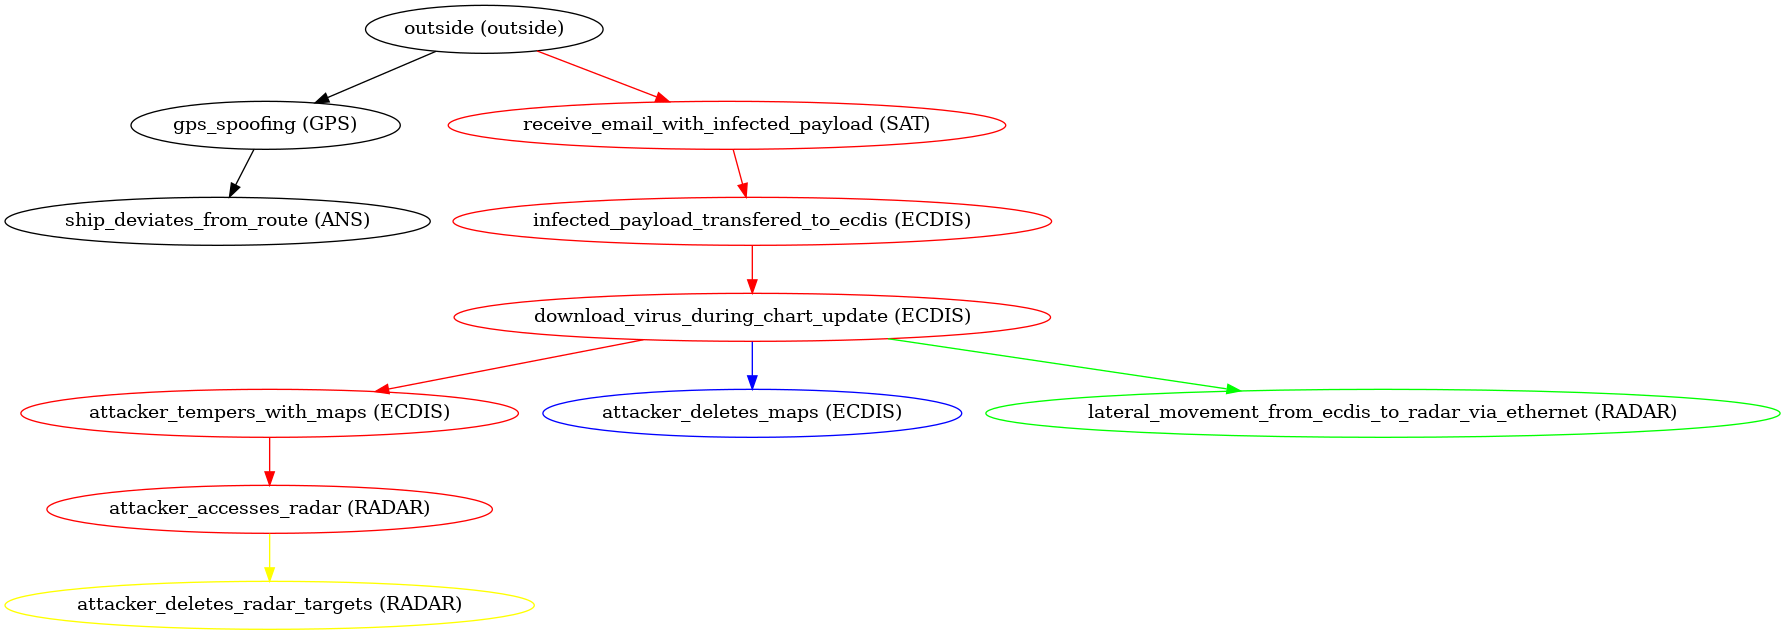 outside (outside)
gps_spoofing (GPS)
receive_email_with_infected_payload (SAT)
ship_deviates_from_route (ANS)
infected_payload_transfered_to_ecdis (ECDIS)
download_virus_during_chart_update (ECDIS)
attacker_tempers_with_maps (ECDIS)
attacker_deletes_maps (ECDIS)
lateral_movement_from_ecdis_to_radar_via_ethernet (RADAR)
attacker_accesses_radar (RADAR)
attacker_deletes_radar_targets (RADAR)